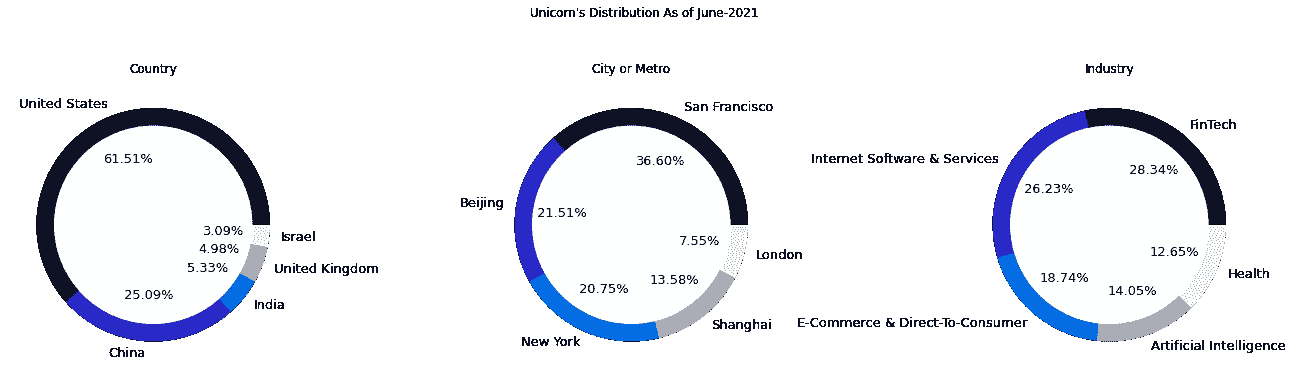 Unicorn's Distribution As of June-2021
Country
United States
61.51%
3.09%
Israel
4.98%
United Kingdom
5.33%
India
25.09%
China
City or Metro
San Francisco
36.60%
Beijing
21.51%
7.55%
London
20.75%
13.58%
New York
Shanghai
Industry
FinTech
28.34%
Internet Software & Services
26.23%
12.65%
Health
18.74%
14.05%
E-Commerce & Direct-To-Consumer
Artificial Intelligence